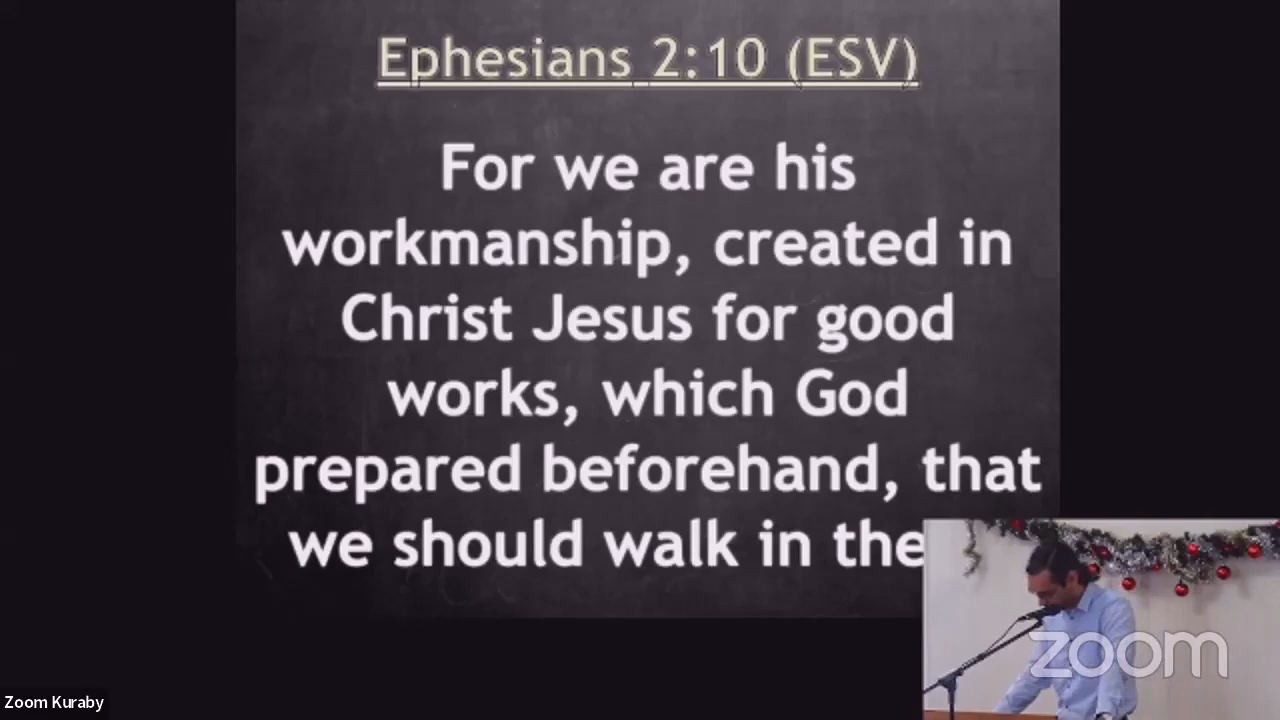 Ephesians 2:10 (ESV)
For we are his
workmanship, created in
Christ Jesus for good
works, which God
prepared beforehand, that
we should walk in the
zoom
Zoom Kuraby